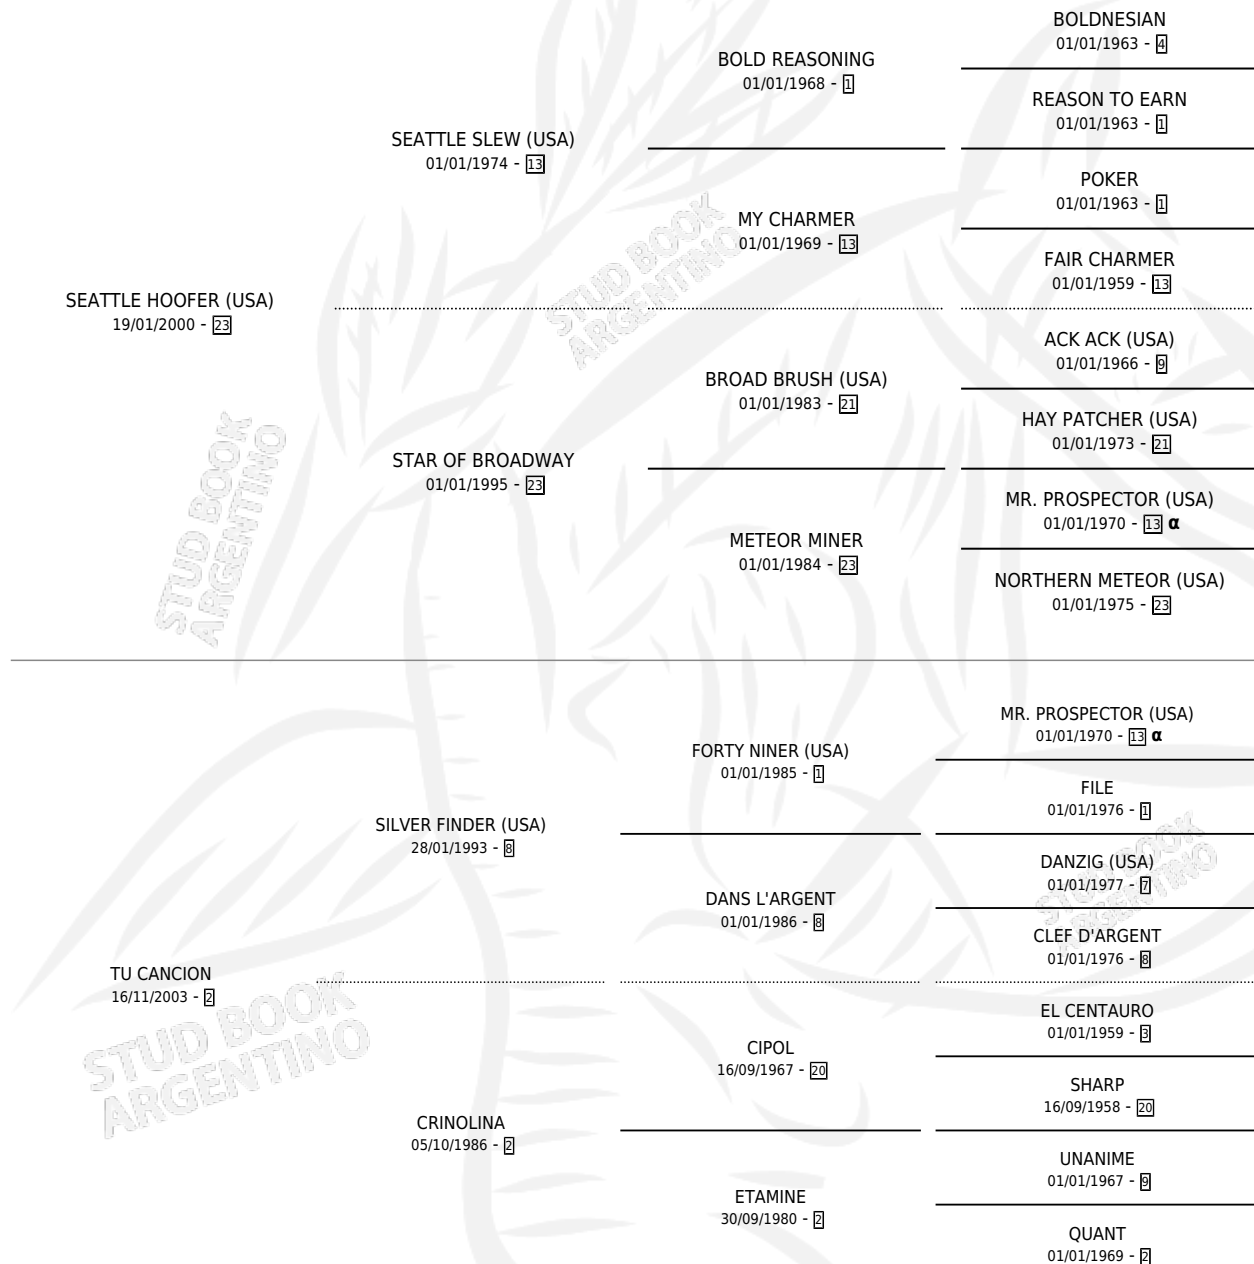 SEATTLE HOOFER (USA)
19/01/2000 - 23
SEATTLE SLEW (USA)
01/01/1974 - 13
STAR OF BROADWAY
01/01/1995 - 23
BOLD REASONING
01/01/1968 - 1
MY CHARMER
01/01/1969 - 13
BROAD BRUSH (USA)
01/01/1983 - 21
METEOR MINER
01/01/1984 - 23
BOLDNESIAN
01/01/1963 - 4
REASON TO EARN
01/01/1963 - 1
POKER
01/01/1963 - 1
FAIR CHARMER
01/01/1959 - 13
ACK ACK (USA)
01/01/1966 - 9
HAY PATCHER (USA)
01/01/1973 - 21
MR. PROSPECTOR (USA)
01/01/1970 - 13 α
NORTHERN METEOR (USA)
01/01/1975 - 23
TU CANCION
16/11/2003 - 2
SILVER FINDER (USA)
28/01/1993 - 8
CRINOLINA
05/10/1986 - 2
FORTY NINER (USA)
01/01/1985 - 1
DANS L'ARGENT
01/01/1986 - 8
CIPOL
16/09/1967 - 20
ETAMINE
30/09/1980 - 2
MR. PROSPECTOR (USA)
01/01/1970 - 13 α
FILE
01/01/1976 - 1
DANZIG (USA)
01/01/1977 - 7
CLEF D'ARGENT
01/01/1976 - 8
EL CENTAURO
01/01/1959 - 3
SHARP
16/09/1958 - 20
UNANIME
01/01/1967 - 9
QUANT
01/01/1969 - 2
STUD BOOK
ARGENTINO
STUD BOOK
ARGENTINO
STUD BOOK
ARGENTINO
STUD BOOK
ARGENTINO